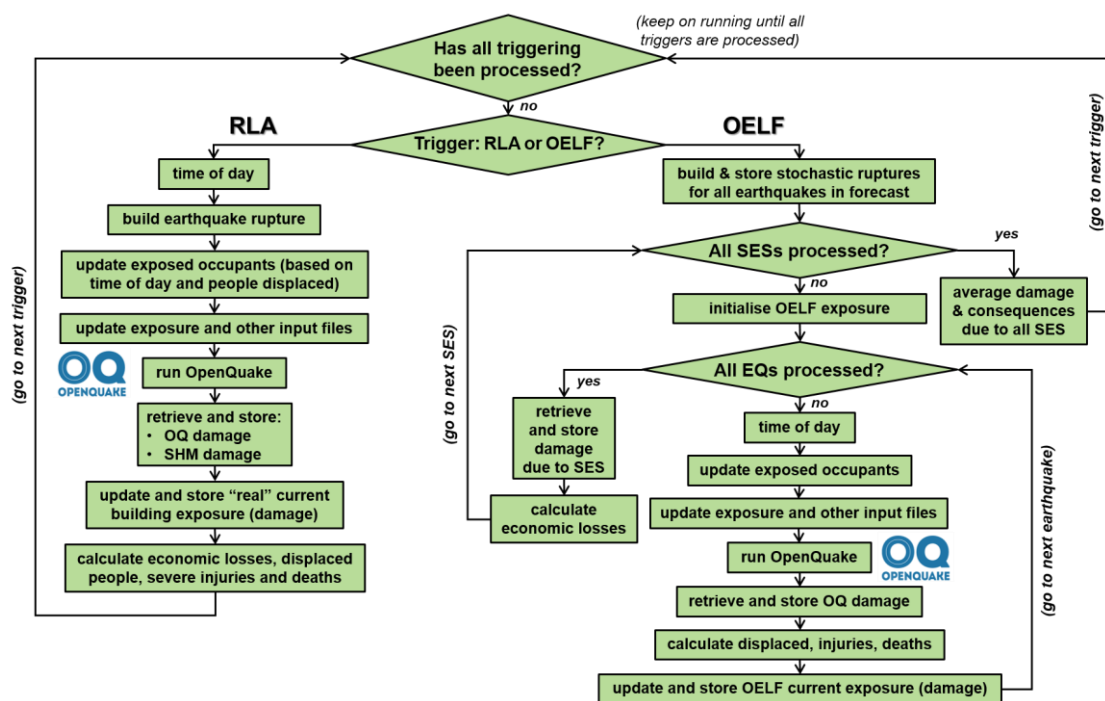 (keep on running until all
triggers are processed)
Has all triggering
been processed?
no
RLA
OELF
Trigger: RLA or OELF?
time of day
build earthquake rupture
update exposed occupants (based on
time of day and people displaced)
update exposure and other input files
OQ
OPENQUAKE
run OpenQuake
retrieve and store:
• OQ damage
• SHM damage
update and store “real” current
building exposure (damage)
calculate economic losses, displaced
people, severe injuries and deaths
(go to next trigger)
build & store stochastic ruptures
for all earthquakes in forecast
All SESs processed?
yes
no
average damage
& consequences
due to all SES
(go to next trigger)
initialise OELF exposure
All EQs processed?
yes
no
retrieve
and store
damage
due to SES
calculate
economic losses
(go to next SES)
time of day
update exposed occupants
update exposure and other input files
run OpenQuake
OQ
OPENQUAKE
retrieve and store OQ damage
calculate displaced, injuries, deaths
update and store OELF current exposure (damage)
(go to next earthquake)